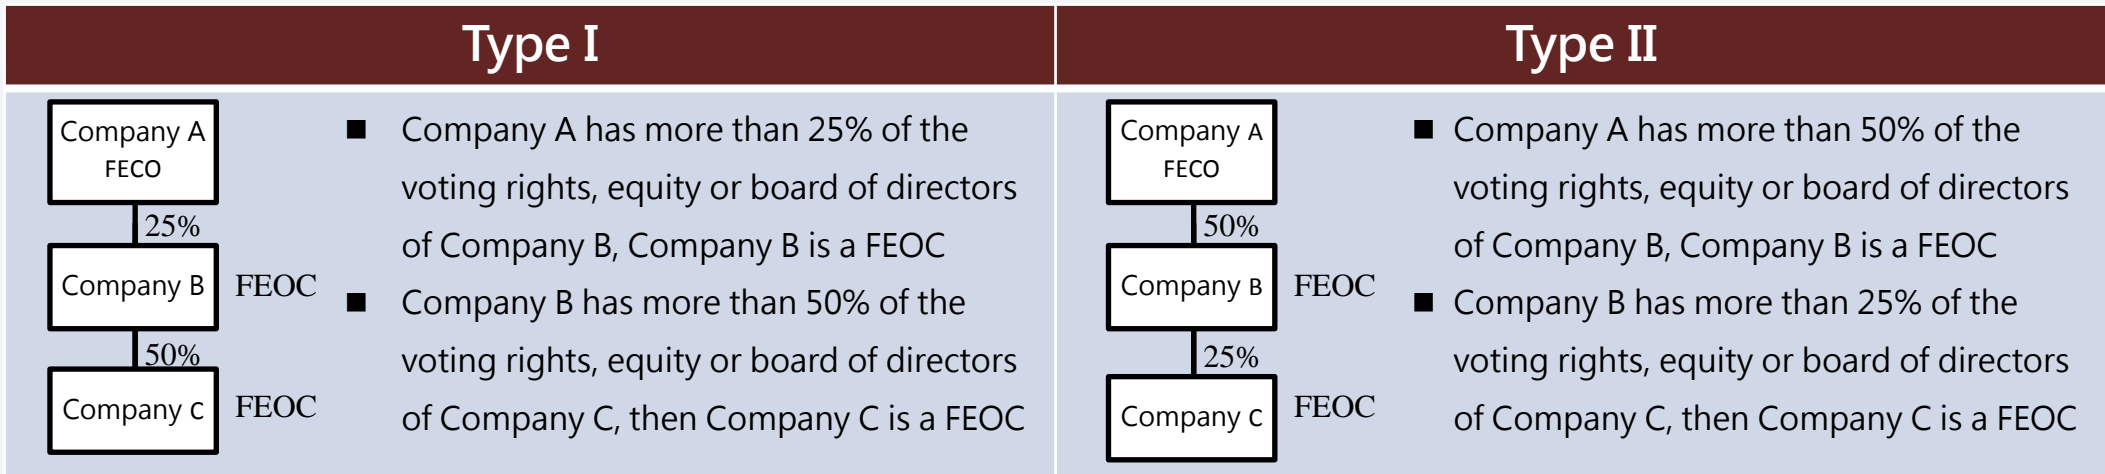 Type I
Company A
FECO
25%
Company B
FEOC
50%
Company C
FEOC
■ Company A has more than 25% of the
voting rights, equity or board of directors
of Company B, Company B is a FEOC
■ Company B has more than 50% of the
voting rights, equity or board of directors
of Company C, then Company C is a FEOC
Type II
Company A
FECO
50%
Company B
FEOC
25%
Company C
FEOC
■ Company A has more than 50% of the
voting rights, equity or board of directors
of Company B, Company B is a FEOC
■ Company B has more than 25% of the
voting rights, equity or board of directors
of Company C, then Company C is a FEOC